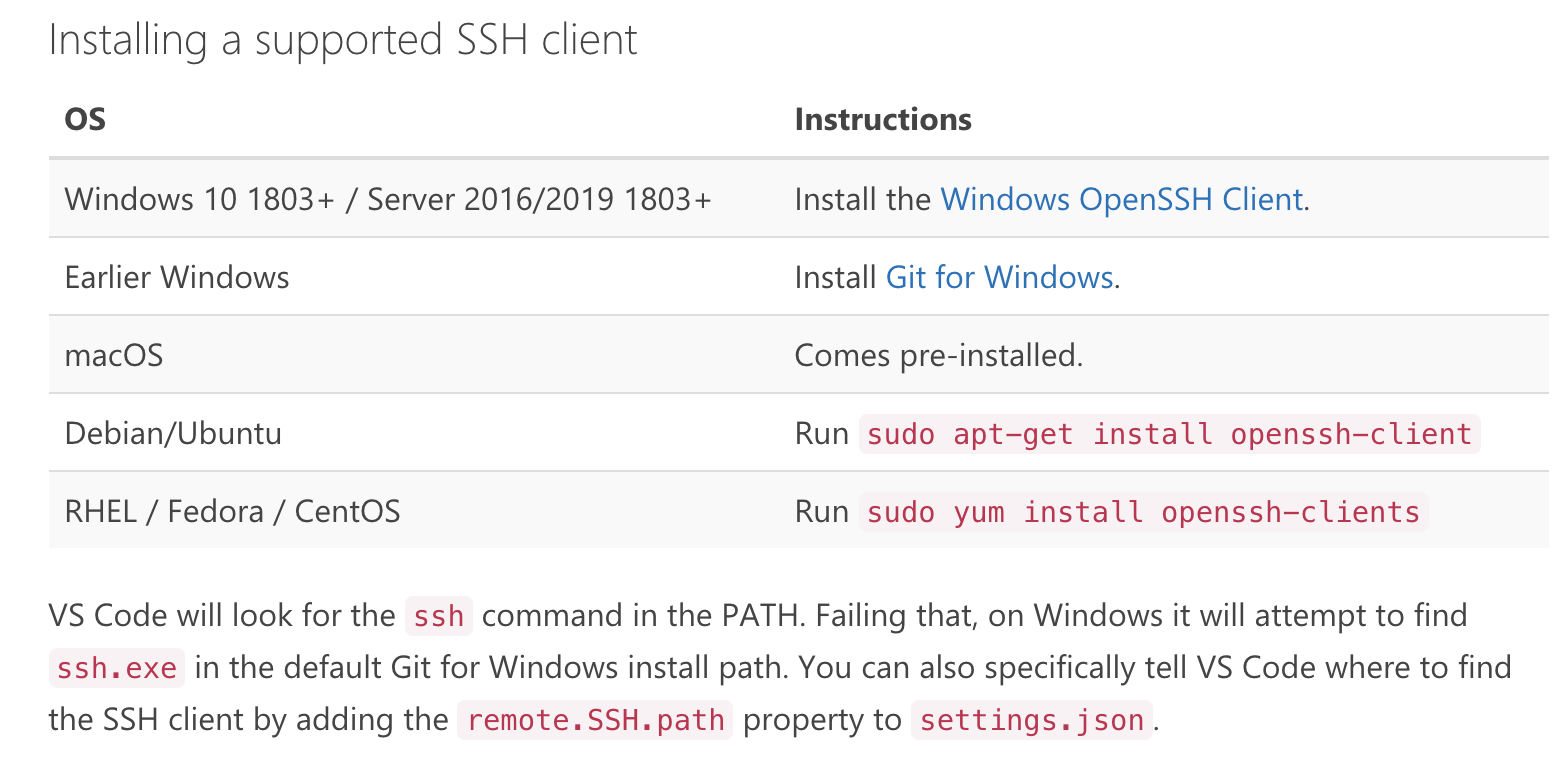 Installing a supported SSH client
OS Instructions
Windows 10 1803+ / Server 2016/2019 1803+ Install the Windows OpenSSH Client.
Earlier Windows Install Git for Windows.
macOS Comes pre-installed.
Debian/Ubuntu Run sudo apt-get install openssh-client
RHEL / Fedora / CentOS Run sudo yum install openssh-clients
VS Code will look for the ssh command in the PATH. Failing that, on Windows it will attempt to find
ssh.exe in the default Git for Windows install path. You can also specifically tell VS Code where to find
the SSH client by adding the remote.SSH.path property to settings.json.